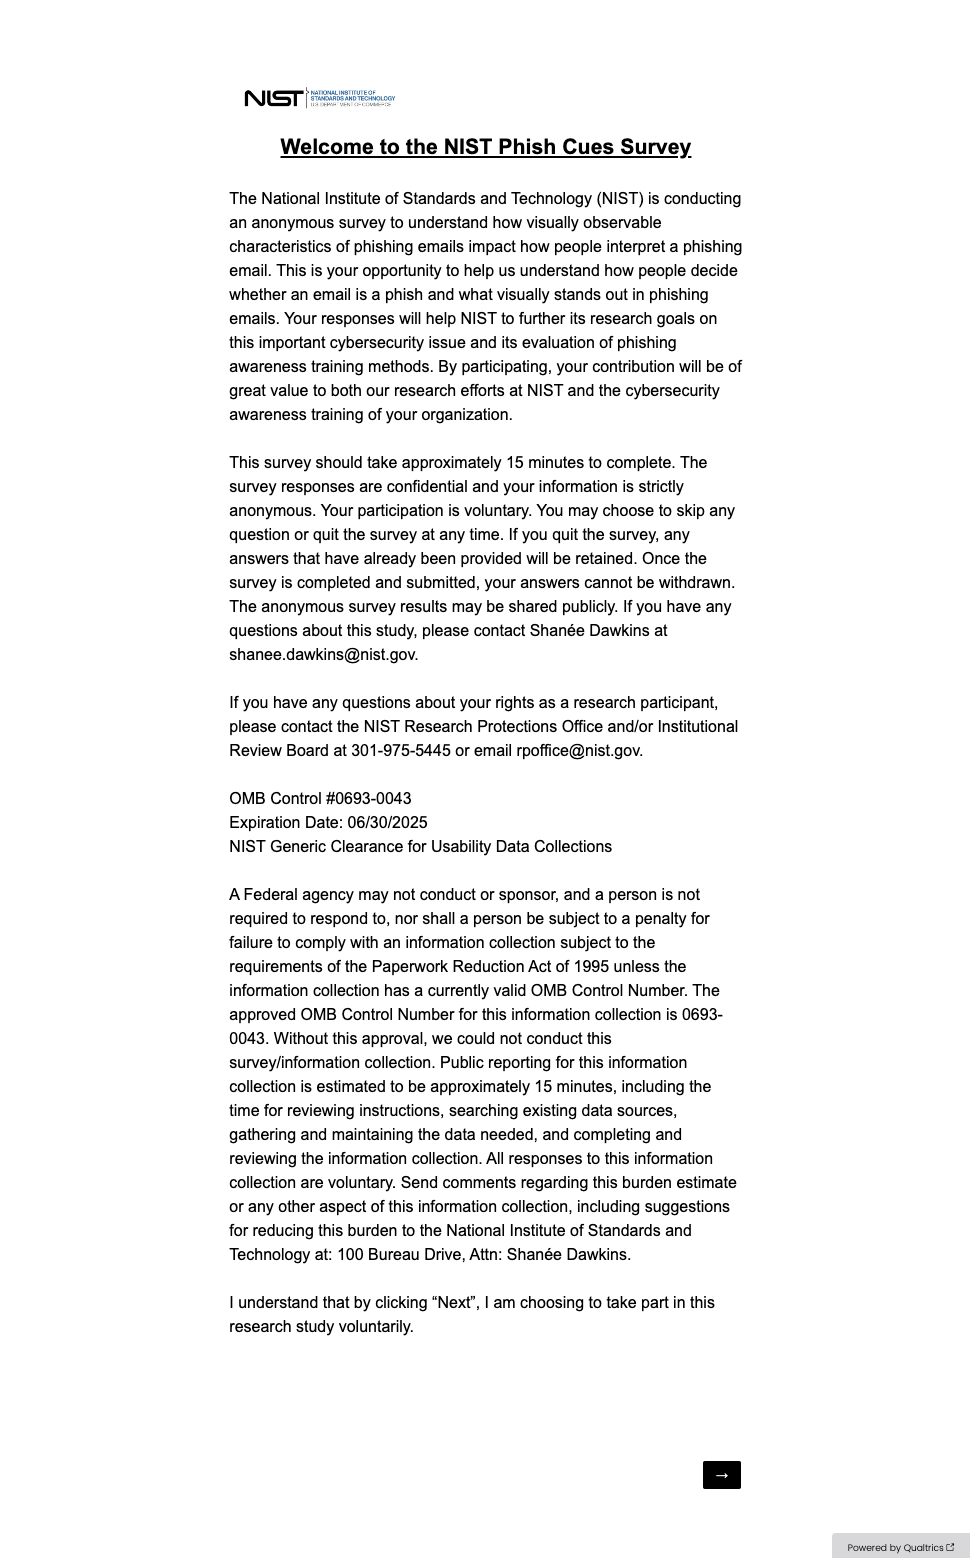 NIST NATIONAL INSTITUTE OF
STANDARDS AND TECHNOLOGY
U.S. DEPARTMENT OF COMMERCE
Welcome to the NIST Phish Cues Survey
The National Institute of Standards and Technology (NIST) is conducting
an anonymous survey to understand how visually observable
characteristics of phishing emails impact how people interpret a phishing
email. This is your opportunity to help us understand how people decide
whether an email is a phish and what visually stands out in phishing
emails. Your responses will help NIST to further its research goals on
this important cybersecurity issue and its evaluation of phishing
awareness training methods. By participating, your contribution will be of
great value to both our research efforts at NIST and the cybersecurity
awareness training of your organization.
This survey should take approximately 15 minutes to complete. The
survey responses are confidential and your information is strictly
anonymous. Your participation is voluntary. You may choose to skip any
question or quit the survey at any time. If you quit the survey, any
answers that have already been provided will be retained. Once the
survey is completed and submitted, your answers cannot be withdrawn.
The anonymous survey results may be shared publicly. If you have any
questions about this study, please contact Shanée Dawkins at
shanee.dawkins@nist.gov.
If you have any questions about your rights as a research participant,
please contact the NIST Research Protections Office and/or Institutional
Review Board at 301-975-5445 or email rpoffice@nist.gov.
OMB Control #0693-0043
Expiration Date: 06/30/2025
NIST Generic Clearance for Usability Data Collections
A Federal agency may not conduct or sponsor, and a person is not
required to respond to, nor shall a person be subject to a penalty for
failure to comply with an information collection subject to the
requirements of the Paperwork Reduction Act of 1995 unless the
information collection has a currently valid OMB Control Number. The
approved OMB Control Number for this information collection is 0693-
0043. Without this approval, we could not conduct this
survey/information collection. Public reporting for this information
collection is estimated to be approximately 15 minutes, including the
time for reviewing instructions, searching existing data sources,
gathering and maintaining the data needed, and completing and
reviewing the information collection. All responses to this information
collection are voluntary. Send comments regarding this burden estimate
or any other aspect of this information collection, including suggestions
for reducing this burden to the National Institute of Standards and
Technology at: 100 Bureau Drive, Attn: Shanée Dawkins.
I understand that by clicking “Next”, I am choosing to take part in this
research study voluntarily.
→
Powered by Qualtrics